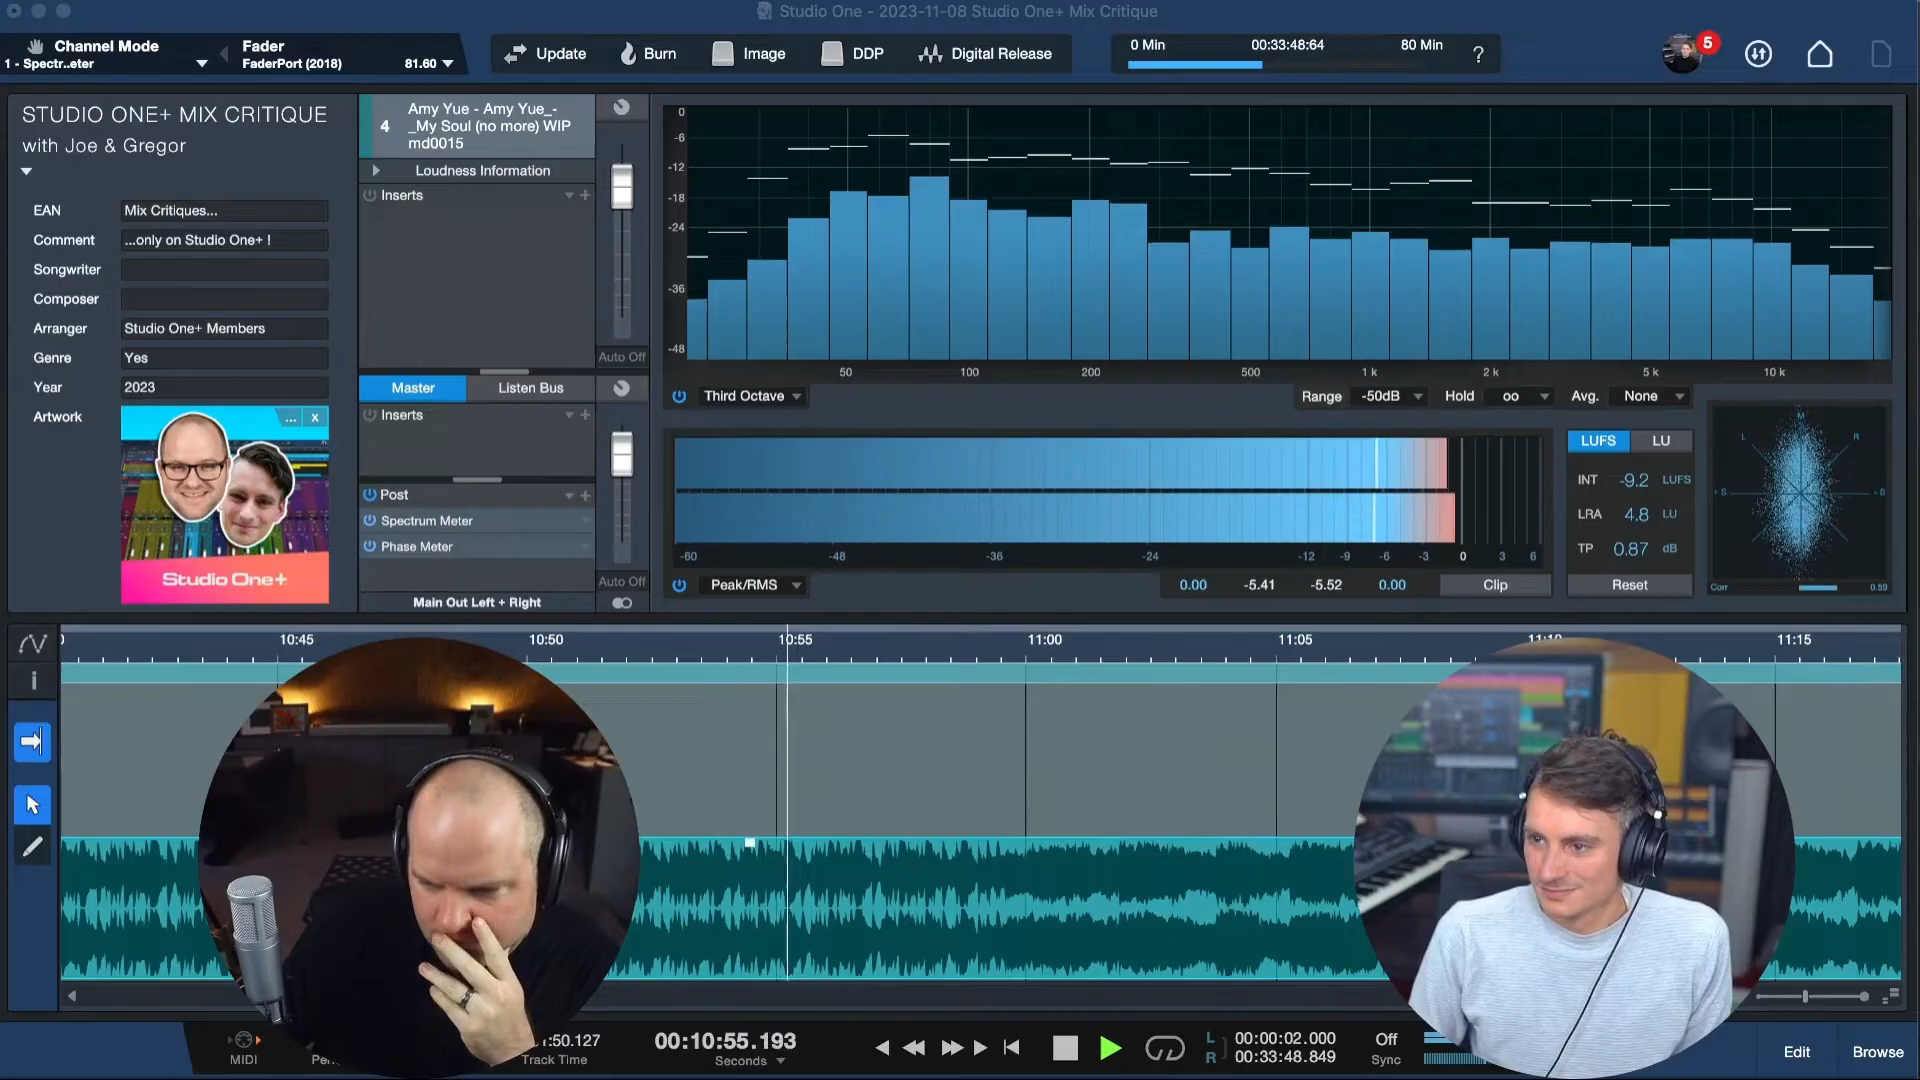 Studio One - 2023-11-08 Studio One+ Mix Critique
Channel Mode
1 - Spectr..eter
Fader
FaderPort (2018)
81.60
Update
Burn
Image
DDP
Digital Release
0 Min
00:33:48:64
80 Min
?
5
STUDIO ONE+ MIX CRITIQUE
with Joe & Gregor
EAN
Mix Critiques...
Comment
...only on Studio One+ !
Songwriter
Composer
Arranger
Studio One+ Members
Genre
Yes
Year
2023
Artwork
... x
Studio One+
4
Amy Yue - Amy Yue_-
_My Soul (no more) WIP
md0015
Loudness Information
Inserts
Auto Off
Master
Listen Bus
Inserts
Post
Spectrum Meter
Phase Meter
Auto Off
Main Out Left + Right
0
-6
-12
-18
-24
-36
-48
50 100 200 500 1 k 2 k 5 k 10 k
Third Octave
Range -50dB
Hold oo
Avg. None
-60 -48 -36 -24 -12 -9 -6 -3 0 3 6
Peak/RMS
0.00 -5.41 -5.52 0.00
Clip
LUFS LU
INT -9.2 LUFS
LRA 4.8 LU
TP 0.87 dB
Reset
M
L R
+S -S
Corr 0.59
10:45 10:50 10:55 11:00 11:05 11:10 11:15
i
MIDI
Track Time
00:10:55.193
Seconds
L 00:00:02.000
R 00:33:48.849
Off
Sync
Edit
Browse